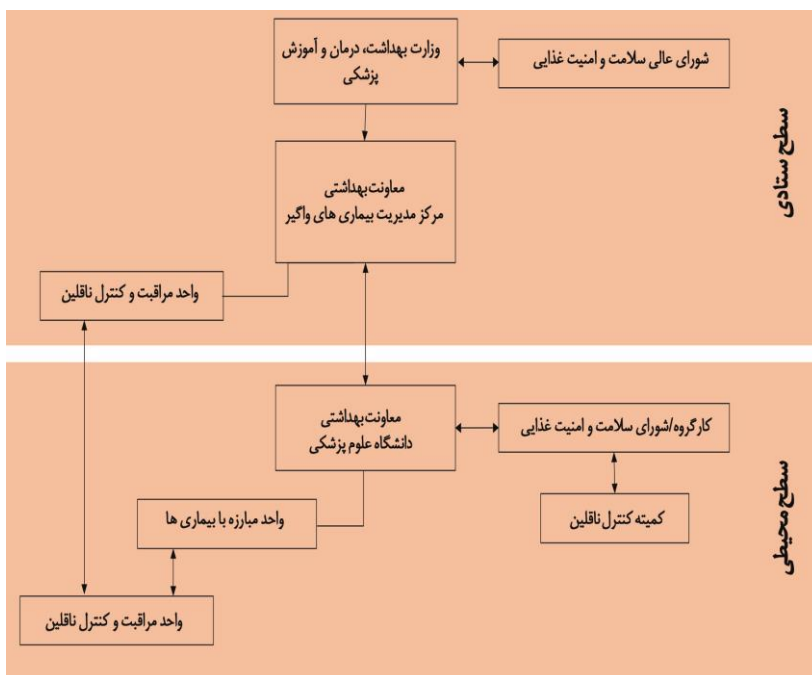 وزارت بهداشت، درمان و آموزش
پزشکی
شورای عالی سلامت و امنیت غذایی
سطح ستادی
معاونت بهداشتی
مرکز مدیریت بیماری های واگیر
واحد مراقبت و کنترل ناقلین
معاونت بهداشتی
دانشگاه علوم پزشکی
کارگروه/شورای سلامت و امنیت غذایی
سطح محیطی
واحد مبارزه با بیماری ها
کمیته کنترل ناقلین
واحد مراقبت و کنترل ناقلین